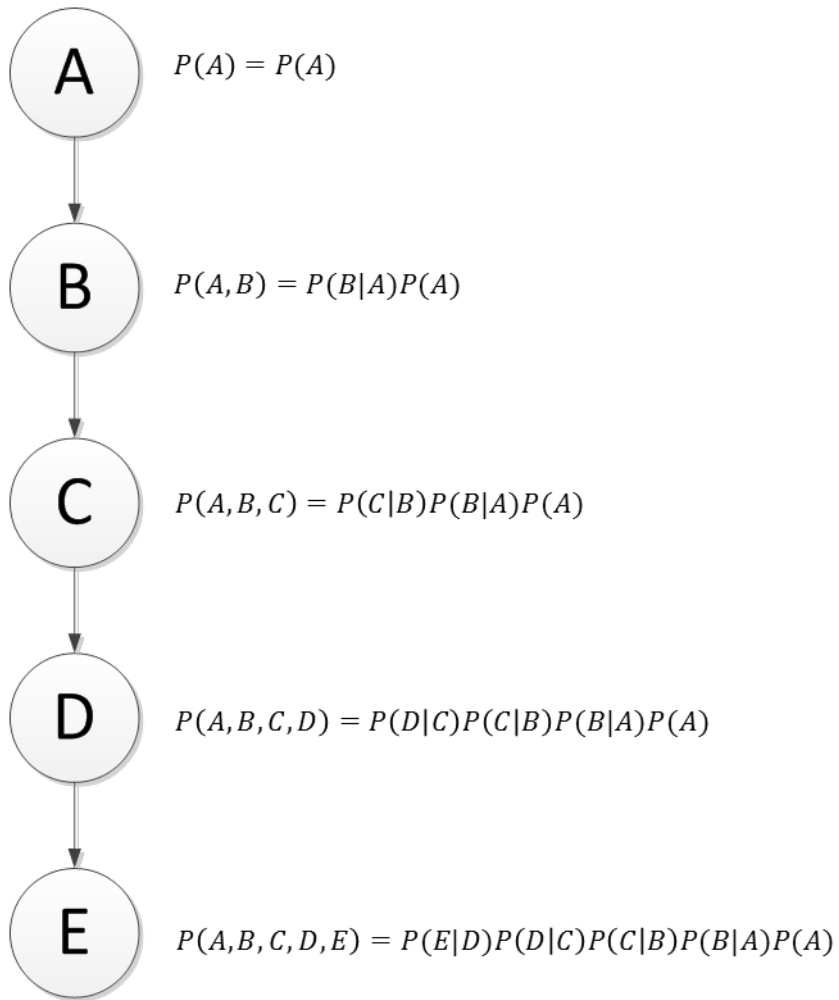 A
P(A) = P(A)
B
P(A,B) = P(B|A)P(A)
C
P(A,B,C) = P(C|B)P(B|A)P(A)
D
P(A,B,C,D) = P(D|C)P(C|B)P(B|A)P(A)
E
P(A,B,C,D,E) = P(E|D)P(D|C)P(C|B)P(B|A)P(A)